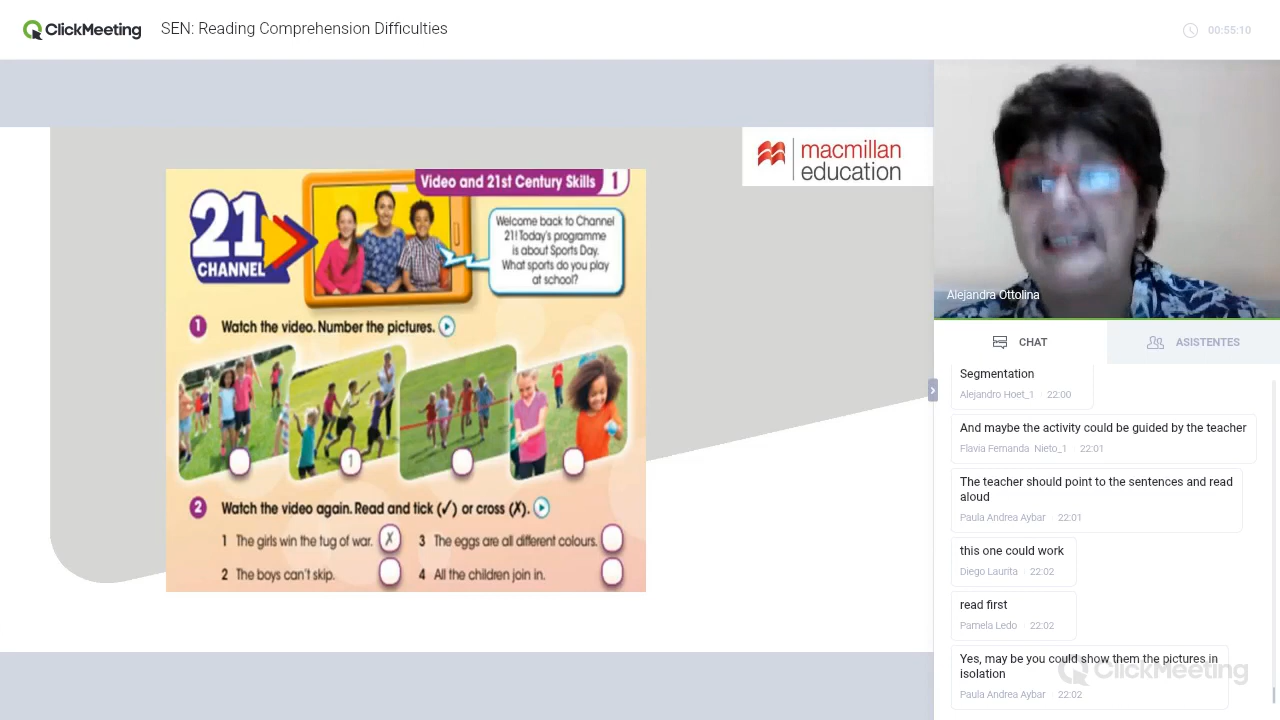 ClickMeeting
SEN: Reading Comprehension Difficulties
00:55:10
macmillan
education
Video and 21st Century Skills 1
21
CHANNEL
Welcome back to Channel
21! Today's programme
is about Sports Day.
What sports do you play
at school?
1 Watch the video. Number the pictures.
1
2 Watch the video again. Read and tick (✓) or cross (✗).
1 The girls win the tug of war. ✗
2 The boys can't skip.
3 The eggs are all different colours.
4 All the children join in.
Alejandra Ottolina
CHAT
ASISTENTES
Segmentation
Alejandro Hoet_1 22:00
And maybe the activity could be guided by the teacher
Flavia Fernanda Nieto_1 22:01
The teacher should point to the sentences and read
aloud
Paula Andrea Aybar 22:01
this one could work
Diego Laurita 22:02
read first
Pamela Ledo 22:02
Yes, may be you could show them the pictures in
isolation
Paula Andrea Aybar 22:02
ClickMeeting